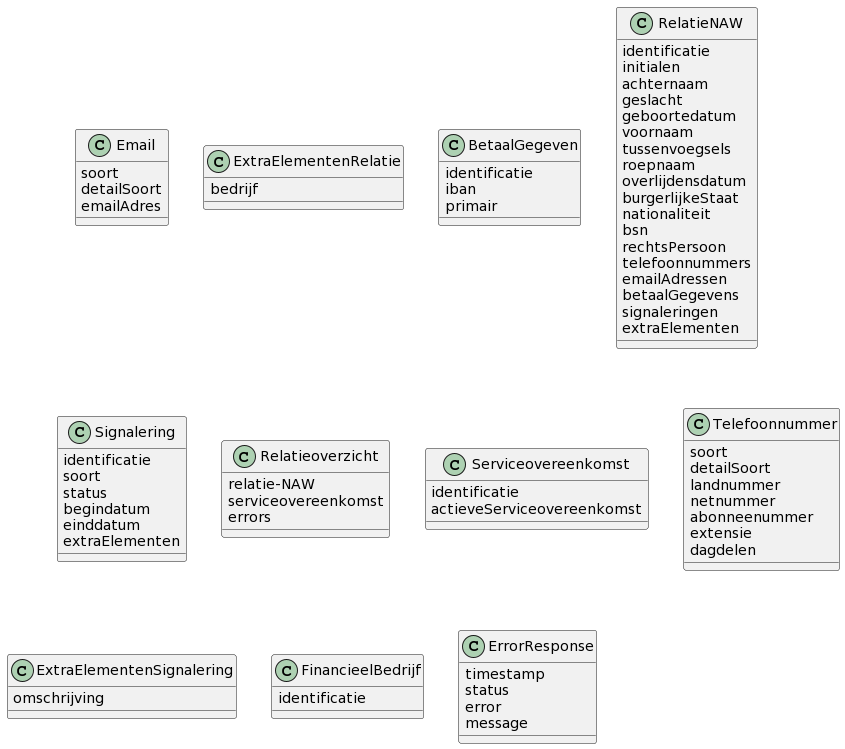 C Email
soort
detailSoort
emailAdres
C ExtraElementenRelatie
bedrijf
C BetaalGegeven
identificatie
iban
primair
C RelatieNAW
identificatie
initialen
achternaam
geslacht
geboortedatum
voornaam
tussenvoegsels
roepnaam
overlijdensdatum
burgerlijkeStaat
nationaliteit
bsn
rechtsPersoon
telefoonnummers
emailAdressen
betaalGegevens
signaleringen
extraElementen
C Signalering
identificatie
soort
status
begindatum
einddatum
extraElementen
C Relatieoverzicht
relatie-NAW
serviceovereenkomst
errors
C Serviceovereenkomst
identificatie
actieveServiceovereenkomst
C Telefoonnummer
soort
detailSoort
landnummer
netnummer
abonneenummer
extensie
dagdelen
C ExtraElementenSignalering
omschrijving
C FinancieelBedrijf
identificatie
C ErrorResponse
timestamp
status
error
message